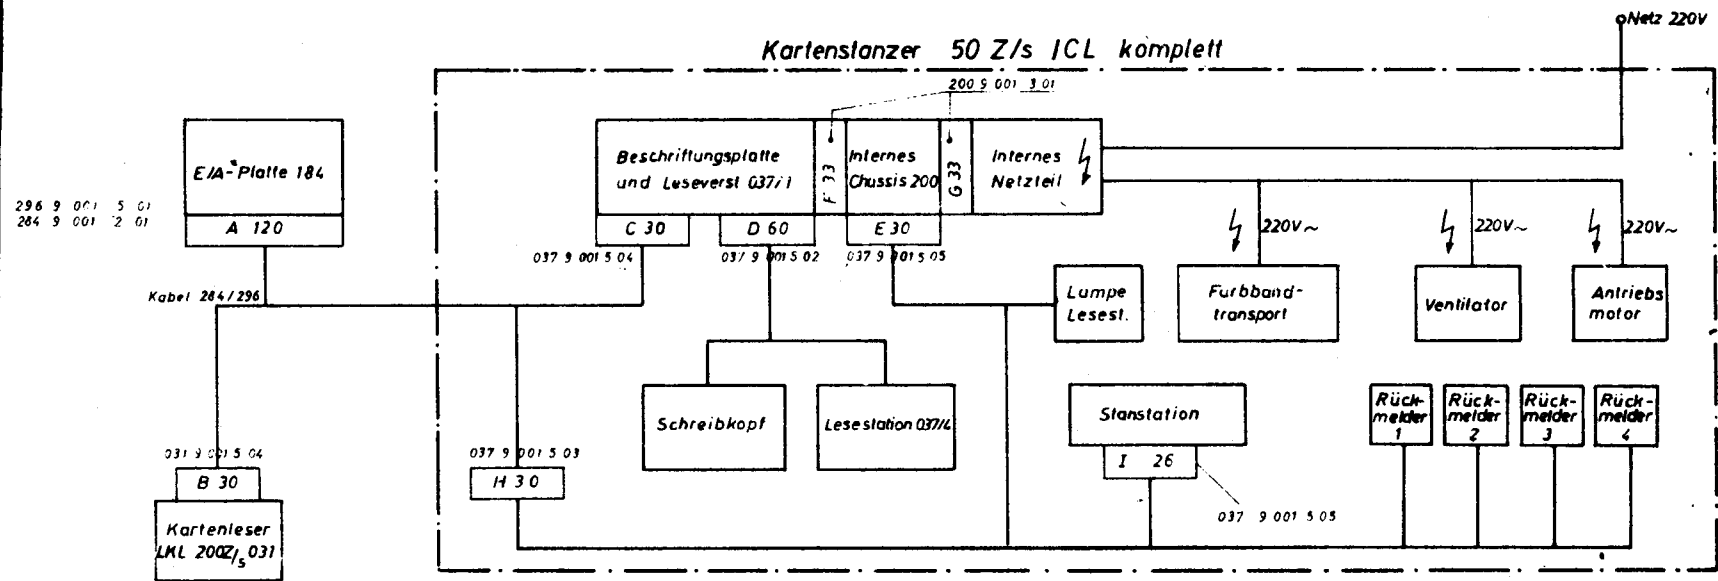 Netz 220V
Kartenstanzer 50 Z/s ICL komplett
200 9 001 3 01
E/A-Platte 184
Beschriftungsplatte
und Leseverst 037/1
F 33
Internes
Chassis 200
G 33
Internes
Netzteil
296 9 001 5 01
284 9 001 2 01
A 120
C 30
D 60
E 30
220V~
220V~
220V~
037 9 001 5 04
037 9 001 5 02
037 9 001 5 05
Kabel 284/296
Lampe
Lesest.
Farbband-
transport
Ventilator
Antriebs
motor
Schreibkopf
Lesestation 037/4
Stanstation
I 26
Rück-
melder
1
Rück-
melder
2
Rück-
melder
3
Rück-
melder
4
031 9 001 5 04
B 30
037 9 001 5 03
H 30
037 9 001 5 05
Kartenleser
LKL 200Z/s 031